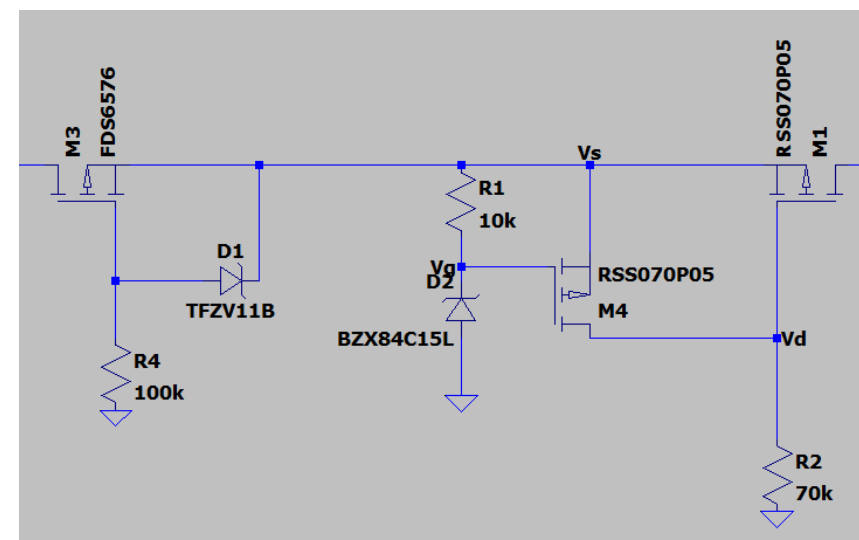 M3
FDS6576
Vs
RSS070P05
M1
R1
10k
D1
TFZV11B
Vg
D2
BZX84C15L
RSS070P05
M4
Vd
R4
100k
R2
70k